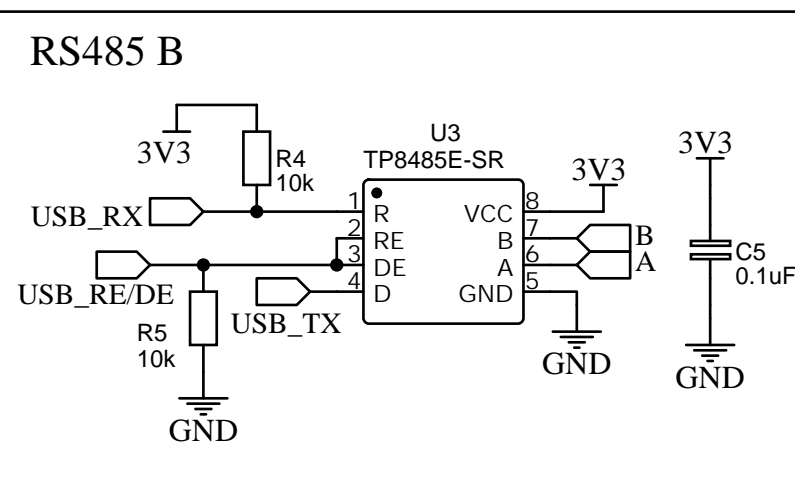 RS485 B
U3
TP8485E-SR
3V3
R4
10k
3V3
3V3
USB_RX
1
R
VCC
8
2
RE
B
7
B
USB_RE/DE
3
DE
A
6
A
4
D
GND
5
USB_TX
R5
10k
C5
0.1uF
GND
GND
GND